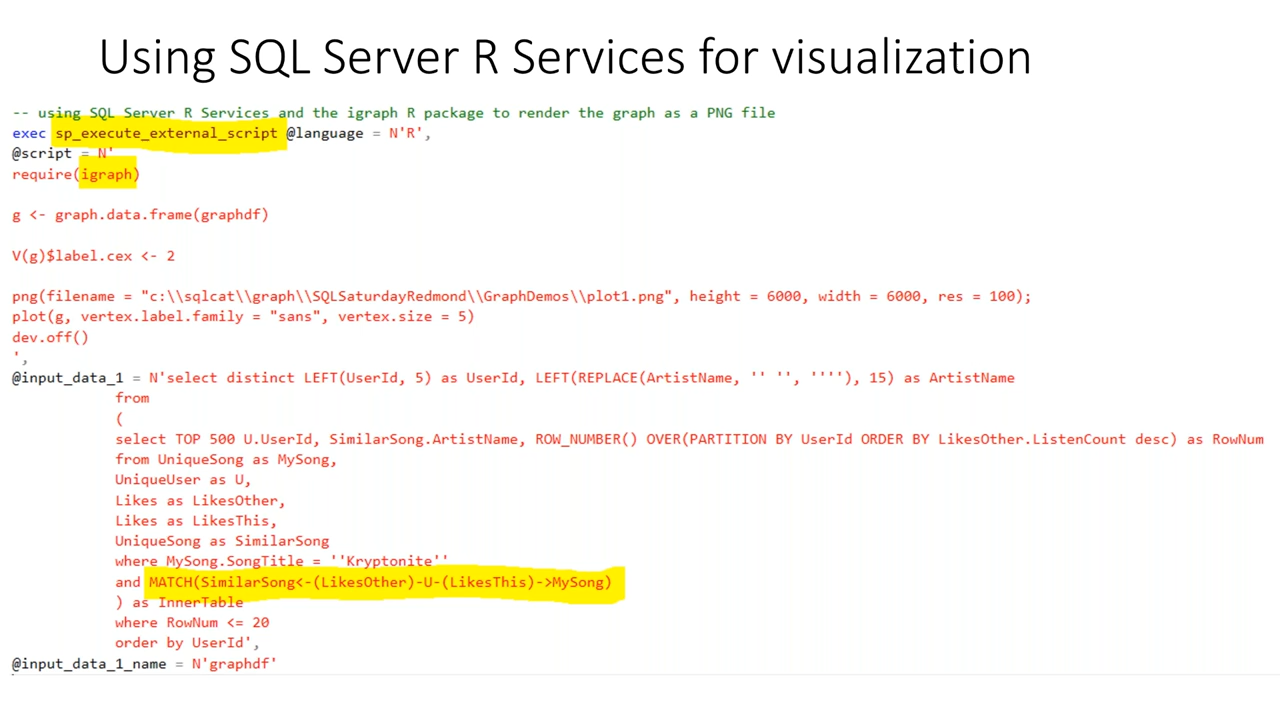 Using SQL Server R Services for visualization
-- using SQL Server R Services and the igraph R package to render the graph as a PNG file
exec sp_execute_external_script @language = N'R',
@script = N'
require(igraph)
g <- graph.data.frame(graphdf)
V(g)$label.cex <- 2
png(filename = "c:\\sqlcat\\graph\\SQLSaturdayRedmond\\GraphDemos\\plot1.png", height = 6000, width = 6000, res = 100);
plot(g, vertex.label.family = "sans", vertex.size = 5)
dev.off()
',
@input_data_1 = N'select distinct LEFT(UserId, 5) as UserId, LEFT(REPLACE(ArtistName, '' '', ''''), 15) as ArtistName
from
(
select TOP 500 U.UserId, SimilarSong.ArtistName, ROW_NUMBER() OVER(PARTITION BY UserId ORDER BY LikesOther.ListenCount desc) as RowNum
from UniqueSong as MySong,
UniqueUser as U,
Likes as LikesOther,
Likes as LikesThis,
UniqueSong as SimilarSong
where MySong.SongTitle = ''Kryptonite''
and MATCH(SimilarSong<-(LikesOther)-U-(LikesThis)->MySong)
) as InnerTable
where RowNum <= 20
order by UserId',
@input_data_1_name = N'graphdf'